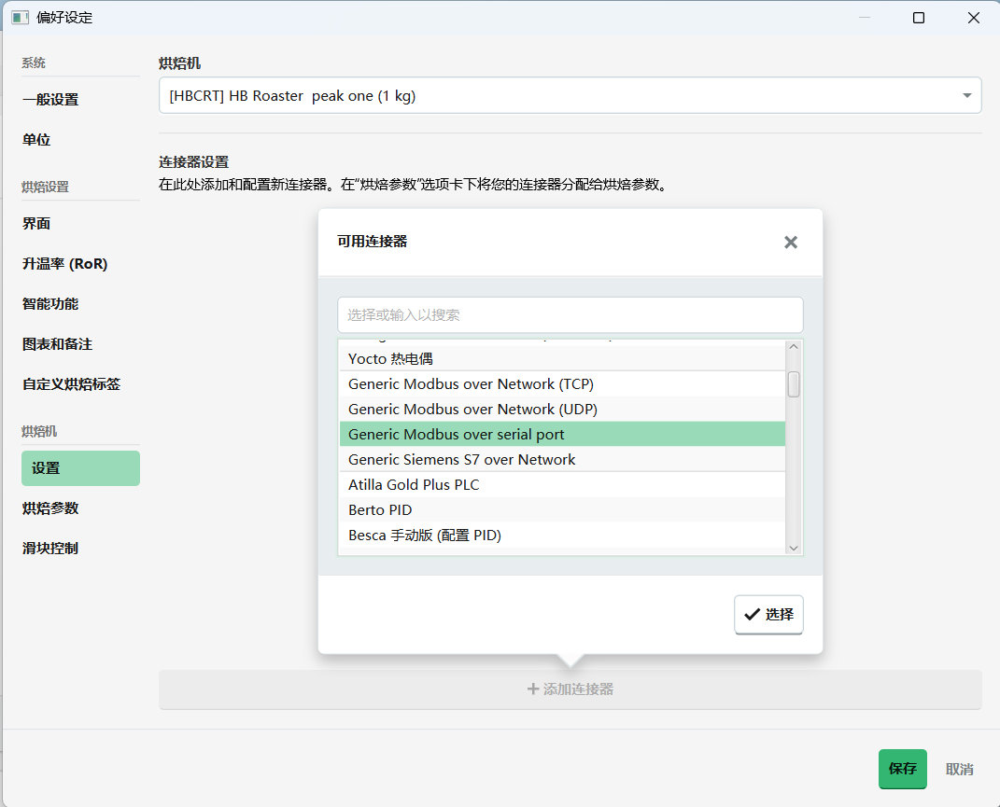 偏好设定
系统
一般设置
单位
烘焙设置
界面
升温率 (RoR)
智能功能
图表和备注
自定义烘焙标签
烘焙机
设置
烘焙参数
滑块控制
烘焙机
[HBCRT] HB Roaster  peak one (1 kg)
连接器设置
在此处添加和配置新连接器。在“烘焙参数”选项卡下将您的连接器分配给烘焙参数。
可用连接器
选择或输入以搜索
Yocto 热电偶
Generic Modbus over Network (TCP)
Generic Modbus over Network (UDP)
Generic Modbus over serial port
Generic Siemens S7 over Network
Atilla Gold Plus PLC
Berto PID
Besca 手动版 (配置 PID)
选择
添加连接器
保存
取消